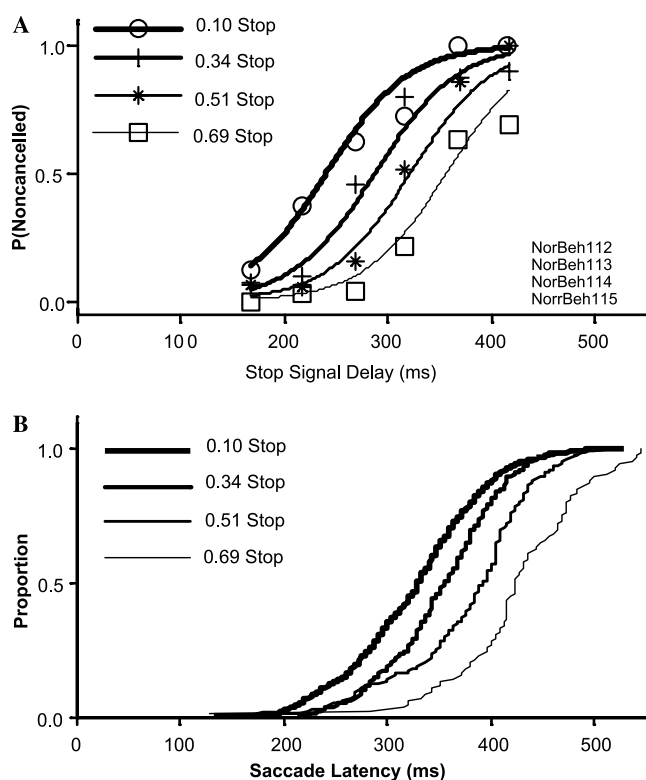 A
0.10 Stop
0.34 Stop
0.51 Stop
0.69 Stop
P(Noncancelled)
1.0
0.5
0.0
NorBeh112
NorBeh113
NorBeh114
NorrBeh115
0 100 200 300 400 500
Stop Signal Delay (ms)
B
0.10 Stop
0.34 Stop
0.51 Stop
0.69 Stop
Proportion
1.0
0.5
0.0
0 100 200 300 400 500
Saccade Latency (ms)